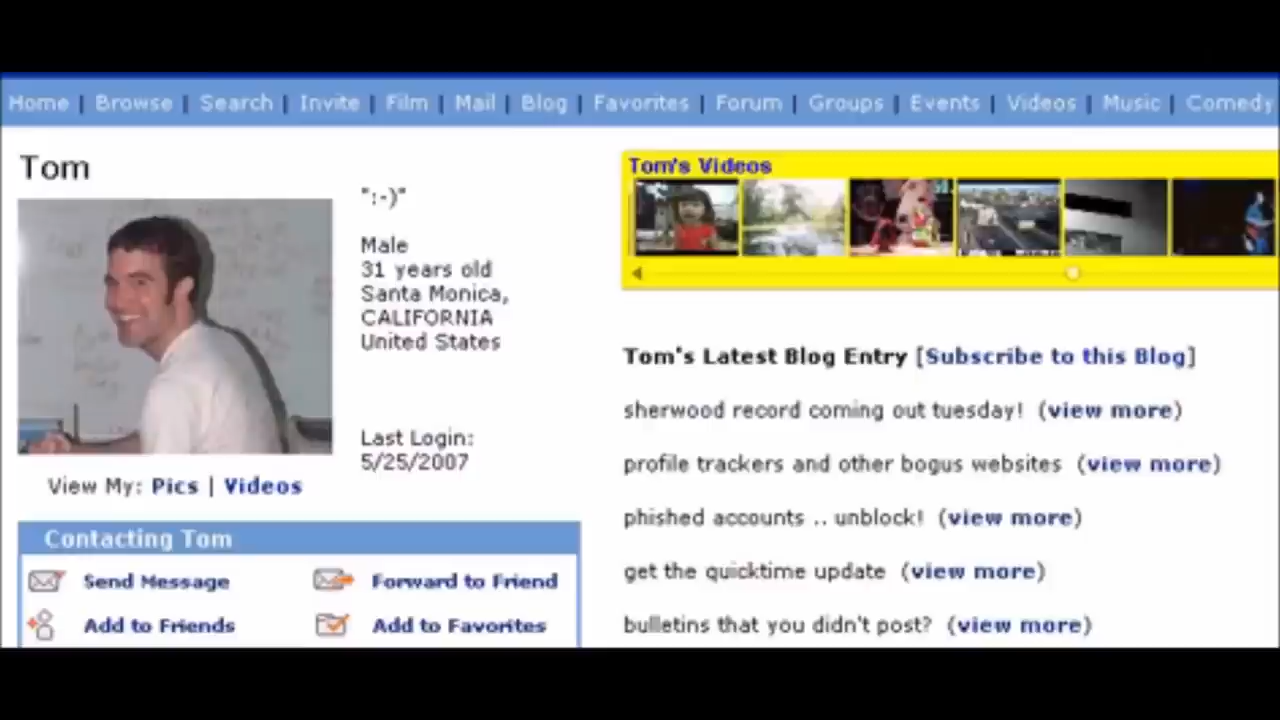 Home | Browse | Search | Invite | Film | Mail | Blog | Favorites | Forum | Groups | Events | Videos | Music | Comedy
Tom
":-)"
Male
31 years old
Santa Monica,
CALIFORNIA
United States
Last Login:
5/25/2007
View My: Pics | Videos
Contacting Tom
Send Message
Forward to Friend
Add to Friends
Add to Favorites
Tom's Videos
Tom's Latest Blog Entry [Subscribe to this Blog]
sherwood record coming out tuesday! (view more)
profile trackers and other bogus websites (view more)
phished accounts .. unblock! (view more)
get the quicktime update (view more)
bulletins that you didn't post? (view more)